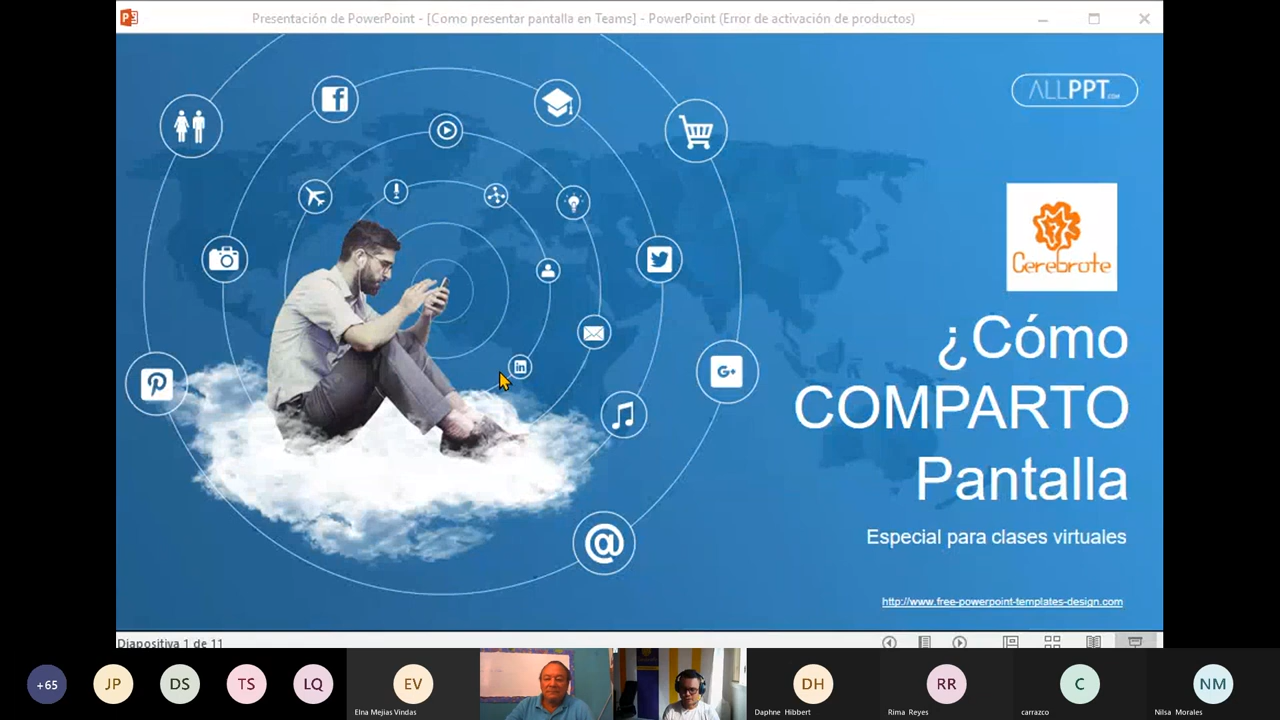 Presentación de PowerPoint - [Como presentar pantalla en Teams] - PowerPoint (Error de activación de productos)
ALLPPT.com
Cerebrote
¿Cómo
COMPARTO
Pantalla
Especial para clases virtuales
http://www.free-powerpoint-templates-design.com
Diapositiva 1 de 11
+65
JP
DS
TS
LQ
EV
DH
RR
C
NM
Elna Mejias Vindas
Daphne Hibbert
Rima Reyes
carrazco
Nilsa Morales